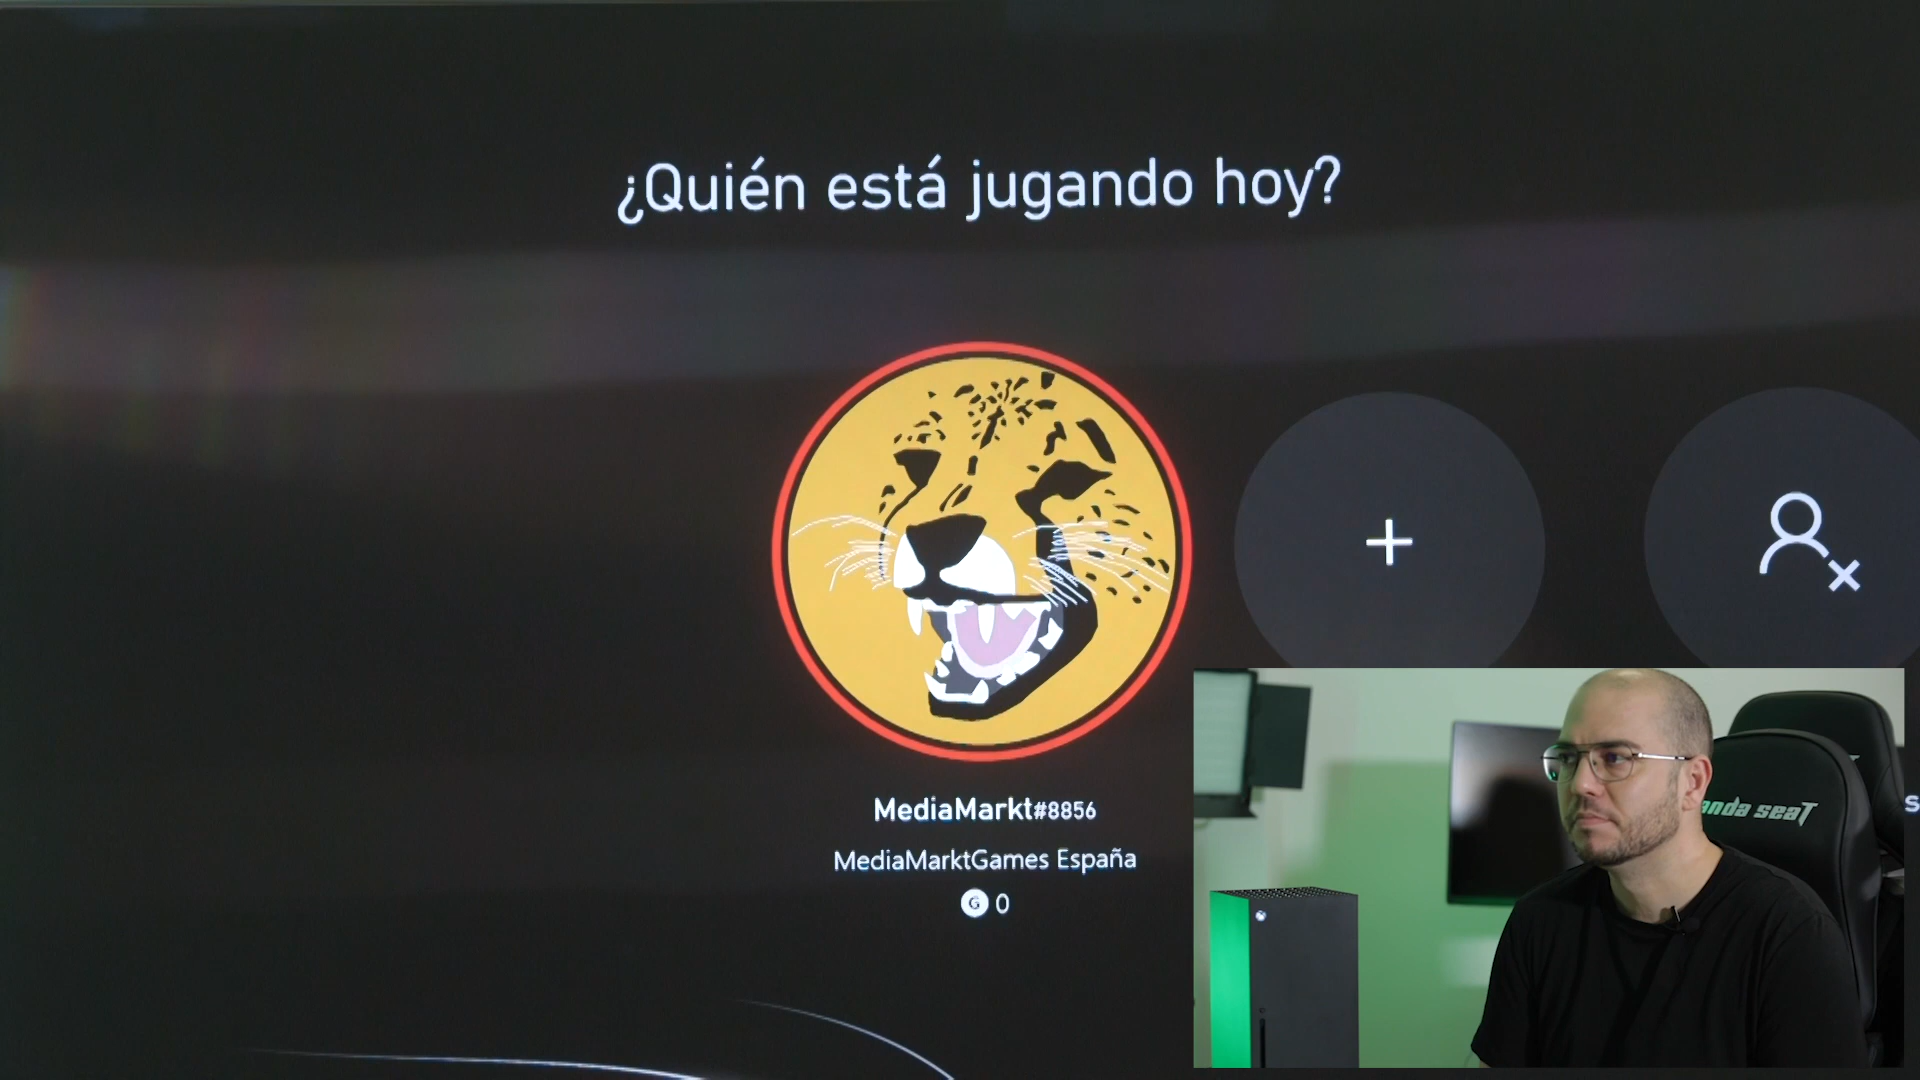 ¿Quién está jugando hoy?
MediaMarkt#8856
MediaMarktGames España
G 0
anda seaT